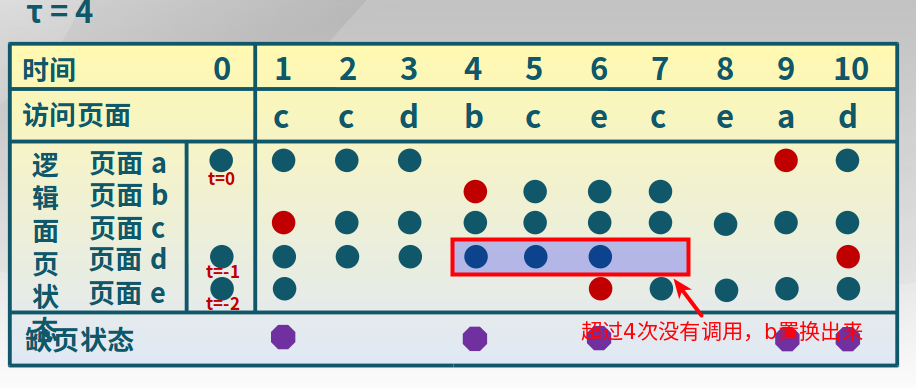 τ = 4
时间 0 1 2 3 4 5 6 7 8 9 10
访问页面 c c d b c e c e a d
逻辑面页状态
页面 a t=0
页面 b
页面 c
页面 d t=-1
页面 e t=-2
缺页状态
超过4次没有调用，b置换出来